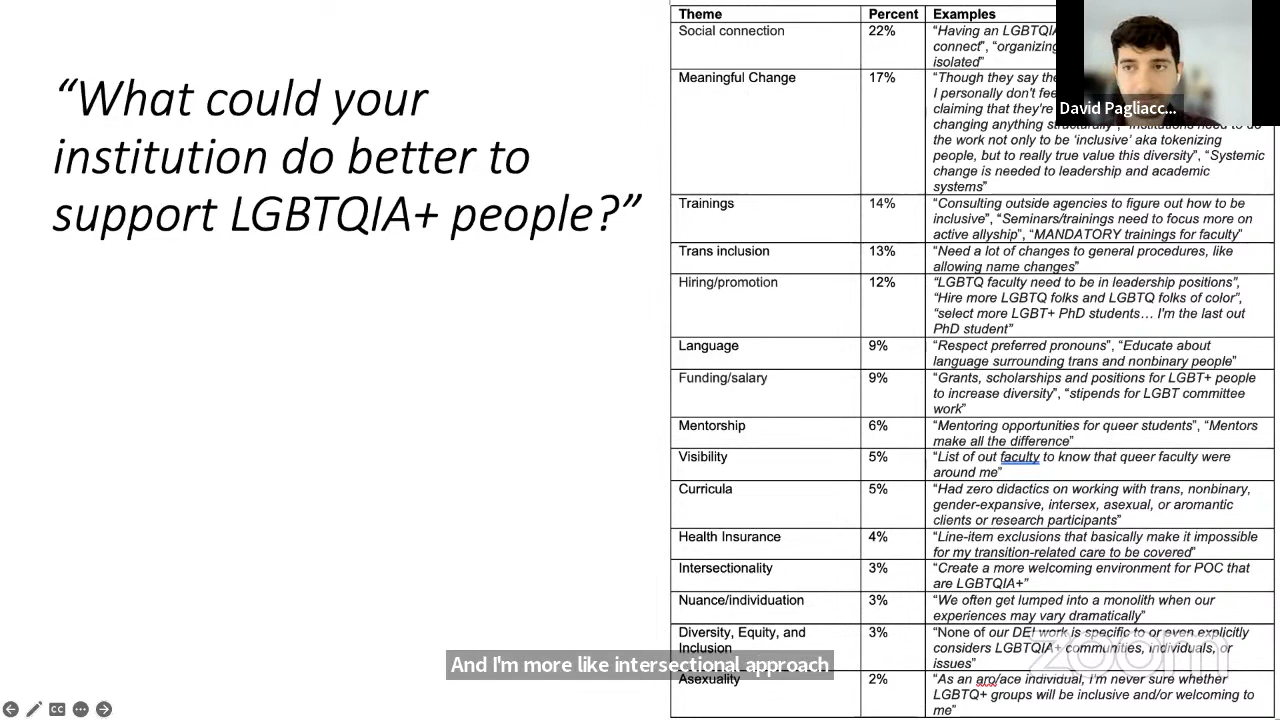 “What could your
institution do better to
support LGBTQIA+ people?”
Theme Percent Examples
Social connection 22% “Having an LGBTQIA
connect”, “organizing
isolated”
Meaningful Change 17% “Though they say the
I personally don't fee
claiming that they're
changing anything structurally”, “Institutions need to do
the work not only to be ‘inclusive’ aka tokenizing
people, but to really true value this diversity”, “Systemic
change is needed to leadership and academic
systems”
Trainings 14% “Consulting outside agencies to figure out how to be
inclusive”, “Seminars/trainings need to focus more on
active allyship”, “MANDATORY trainings for faculty”
Trans inclusion 13% “Need a lot of changes to general procedures, like
allowing name changes”
Hiring/promotion 12% “LGBTQ faculty need to be in leadership positions”,
“Hire more LGBTQ folks and LGBTQ folks of color”,
“select more LGBT+ PhD students… I'm the last out
PhD student”
Language 9% “Respect preferred pronouns”, “Educate about
language surrounding trans and nonbinary people”
Funding/salary 9% “Grants, scholarships and positions for LGBT+ people
to increase diversity”, “stipends for LGBT committee
work”
Mentorship 6% “Mentoring opportunities for queer students”, “Mentors
make all the difference”
Visibility 5% “List of out faculty to know that queer faculty were
around me”
Curricula 5% “Had zero didactics on working with trans, nonbinary,
gender-expansive, intersex, asexual, or aromantic
clients or research participants”
Health Insurance 4% “Line-item exclusions that basically make it impossible
for my transition-related care to be covered”
Intersectionality 3% “Create a more welcoming environment for POC that
are LGBTQIA+”
Nuance/individuation 3% “We often get lumped into a monolith when our
experiences may vary dramatically”
Diversity, Equity, and 3% “None of our DEI work is specific to or even explicitly
Inclusion considers LGBTQIA+ communities, individuals, or
issues”
Asexuality 2% “As an aro/ace individual, I'm never sure whether
LGBTQ+ groups will be inclusive and/or welcoming to
me”
David Pagliacc...
And I'm more like intersectional approach
zoom
CC